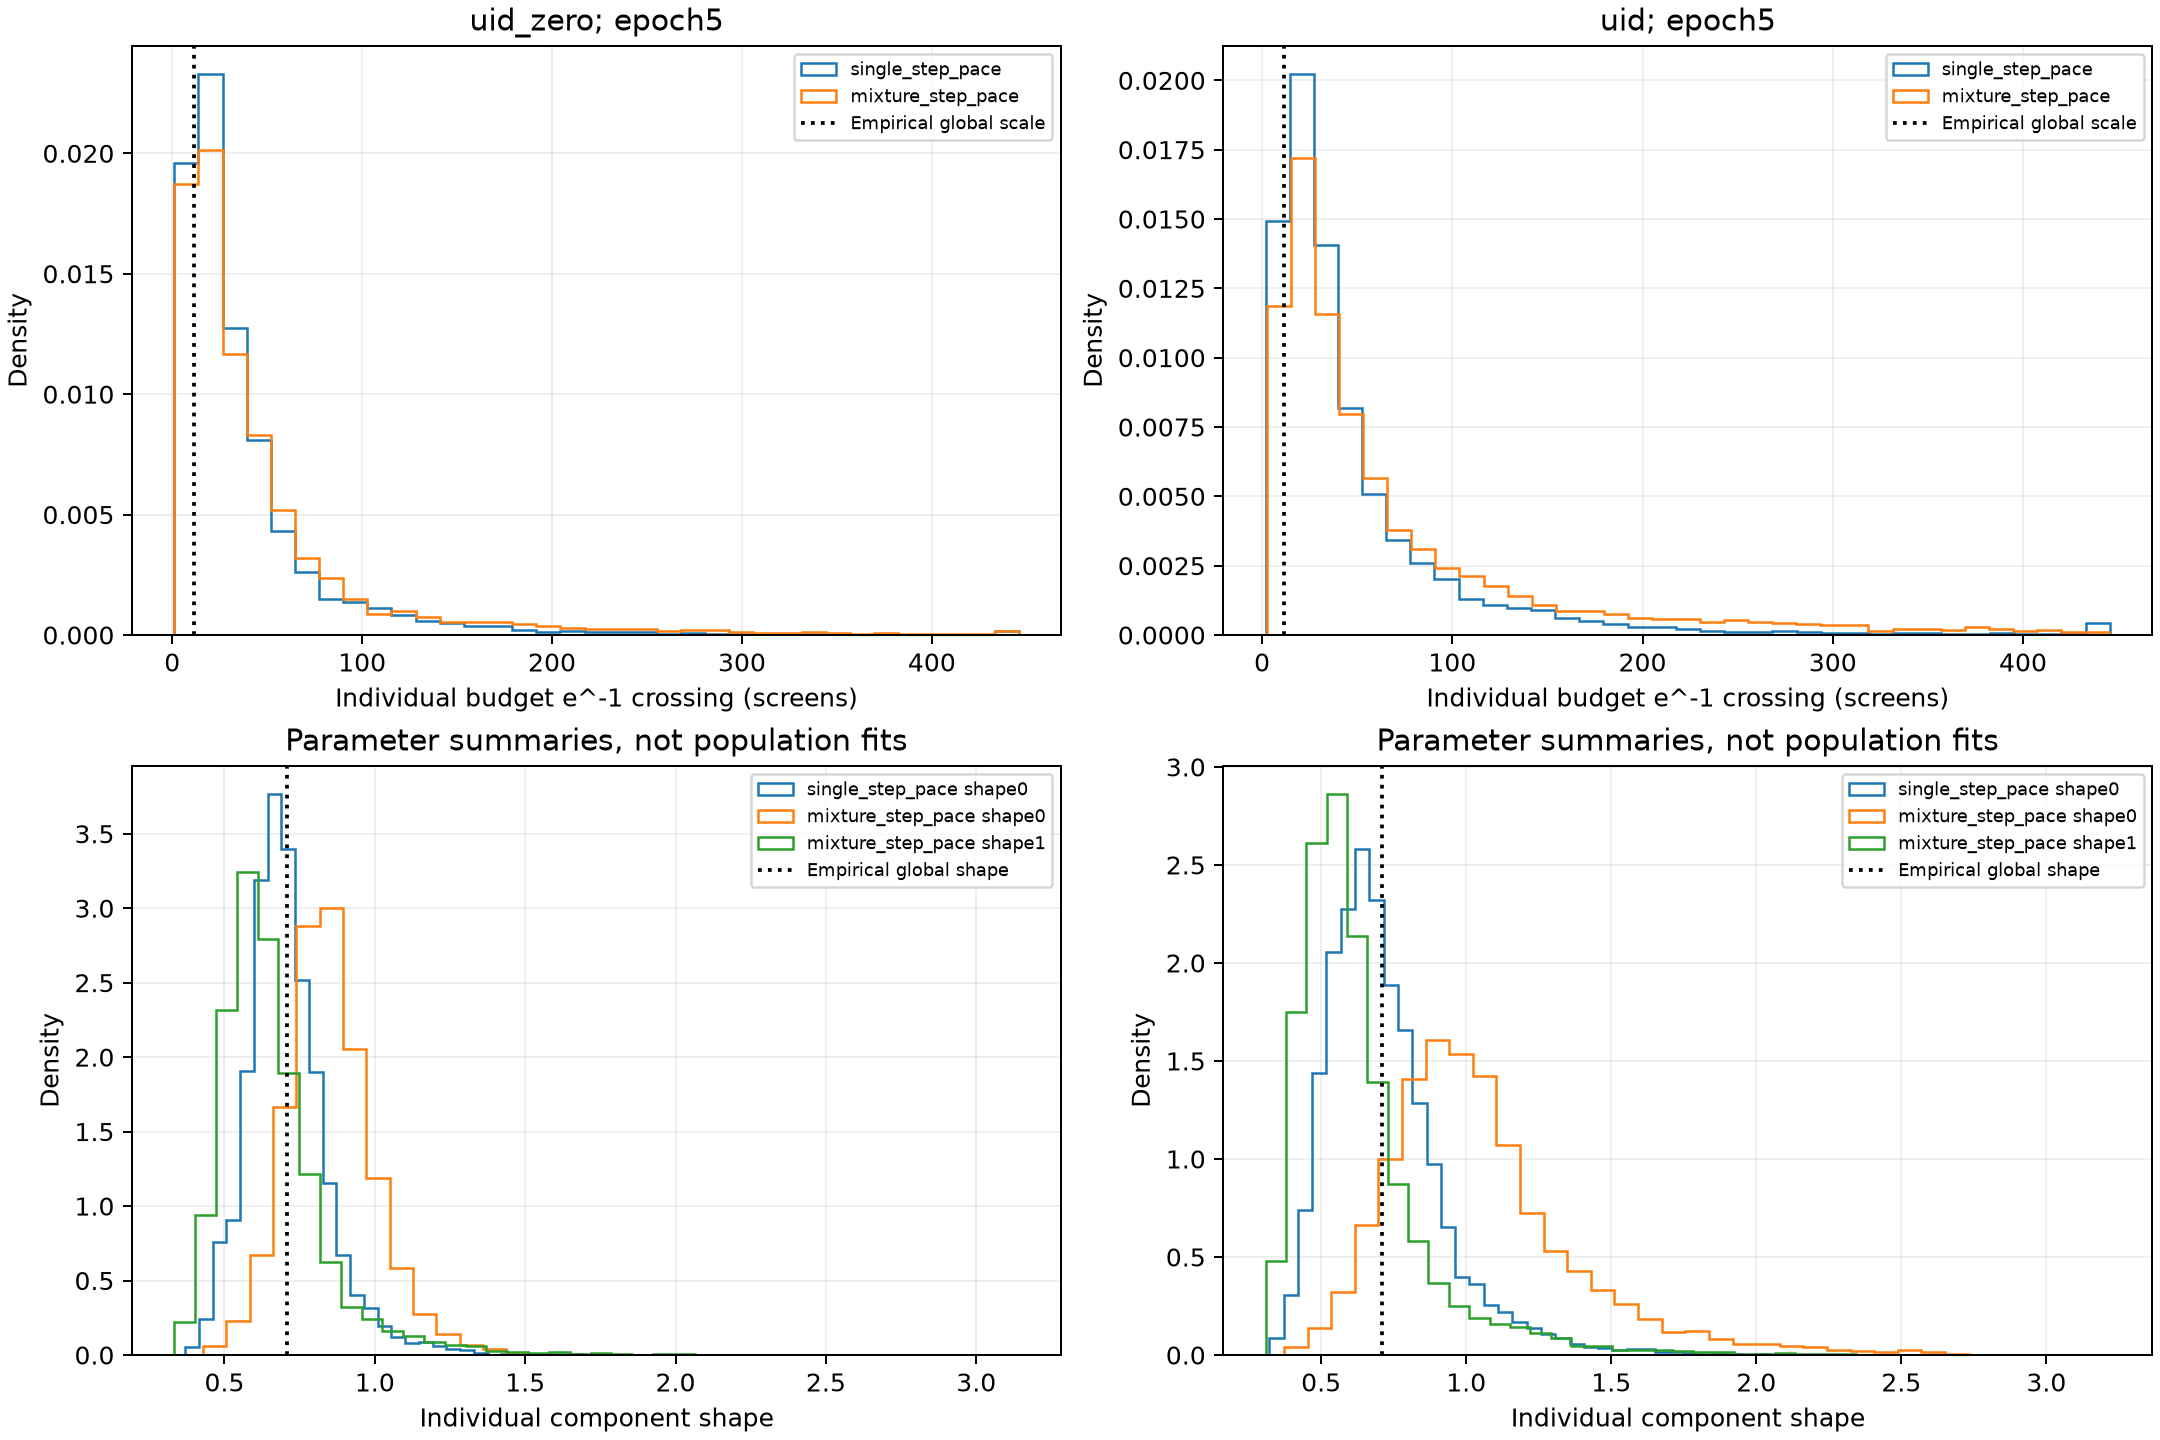 uid_zero; epoch5
single_step_pace
mixture_step_pace
Empirical global scale
Density
0.020
0.015
0.010
0.005
0.000
0 100 200 300 400
Individual budget e^-1 crossing (screens)
uid; epoch5
single_step_pace
mixture_step_pace
Empirical global scale
Density
0.0200
0.0175
0.0150
0.0125
0.0100
0.0075
0.0050
0.0025
0.0000
0 100 200 300 400
Individual budget e^-1 crossing (screens)
Parameter summaries, not population fits
single_step_pace shape0
mixture_step_pace shape0
mixture_step_pace shape1
Empirical global shape
Density
3.5
3.0
2.5
2.0
1.5
1.0
0.5
0.0
0.5 1.0 1.5 2.0 2.5 3.0
Individual component shape
Parameter summaries, not population fits
single_step_pace shape0
mixture_step_pace shape0
mixture_step_pace shape1
Empirical global shape
Density
3.0
2.5
2.0
1.5
1.0
0.5
0.0
0.5 1.0 1.5 2.0 2.5 3.0
Individual component shape